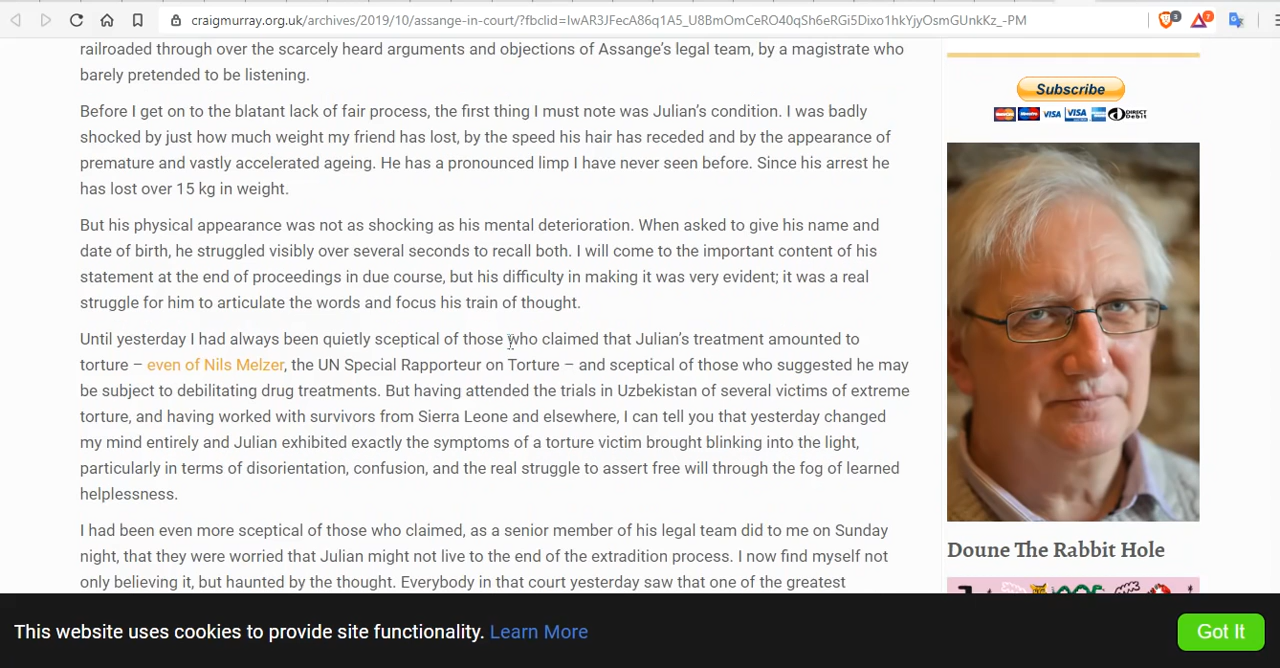 craigmurray.org.uk/archives/2019/10/assange-in-court/?fbclid=IwAR3JFecA86q1A5_U8BmOmCeRO40qSh6eRGi5Dixo1hkYjyOsmGUnkKz_-PM
3
7
railroaded through over the scarcely heard arguments and objections of Assange’s legal team, by a magistrate who
barely pretended to be listening.
Before I get on to the blatant lack of fair process, the first thing I must note was Julian’s condition. I was badly
shocked by just how much weight my friend has lost, by the speed his hair has receded and by the appearance of
premature and vastly accelerated ageing. He has a pronounced limp I have never seen before. Since his arrest he
has lost over 15 kg in weight.
But his physical appearance was not as shocking as his mental deterioration. When asked to give his name and
date of birth, he struggled visibly over several seconds to recall both. I will come to the important content of his
statement at the end of proceedings in due course, but his difficulty in making it was very evident; it was a real
struggle for him to articulate the words and focus his train of thought.
Until yesterday I had always been quietly sceptical of those who claimed that Julian’s treatment amounted to
torture – even of Nils Melzer, the UN Special Rapporteur on Torture – and sceptical of those who suggested he may
be subject to debilitating drug treatments. But having attended the trials in Uzbekistan of several victims of extreme
torture, and having worked with survivors from Sierra Leone and elsewhere, I can tell you that yesterday changed
my mind entirely and Julian exhibited exactly the symptoms of a torture victim brought blinking into the light,
particularly in terms of disorientation, confusion, and the real struggle to assert free will through the fog of learned
helplessness.
I had been even more sceptical of those who claimed, as a senior member of his legal team did to me on Sunday
night, that they were worried that Julian might not live to the end of the extradition process. I now find myself not
only believing it, but haunted by the thought. Everybody in that court yesterday saw that one of the greatest
Subscribe
VISA VISA DIRECT Debit
Doune The Rabbit Hole
This website uses cookies to provide site functionality. Learn More
Got It